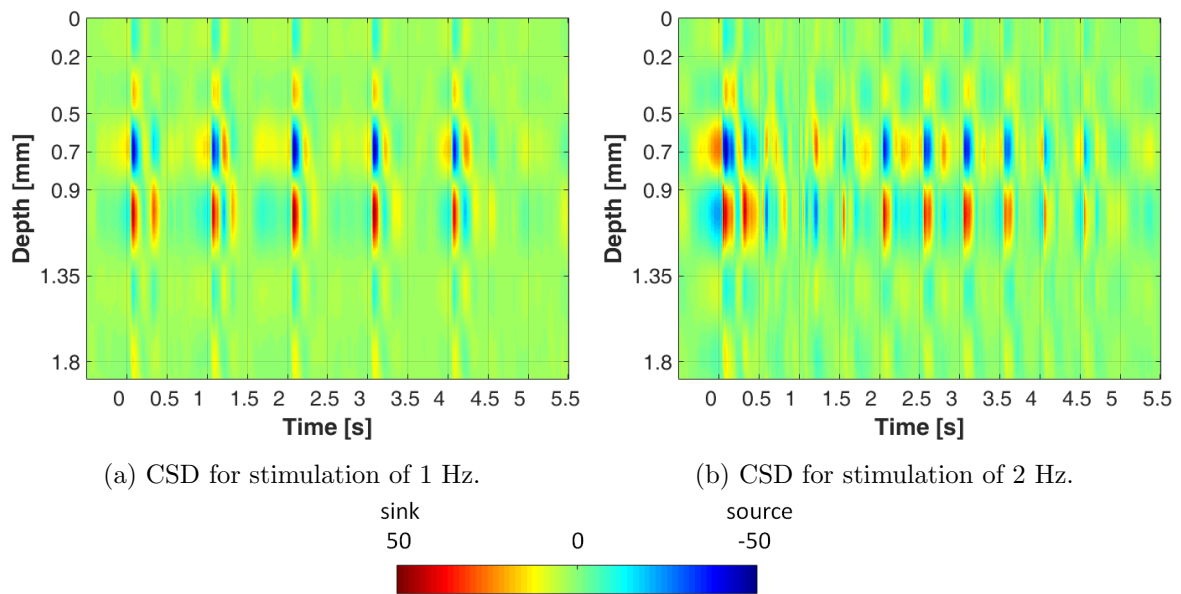 0
0.2
0.5
0.7
0.9
1.35
1.8
Depth [mm]
0 0.5 1 1.5 2 2.5 3 3.5 4 4.5 5 5.5
Time [s]
(a) CSD for stimulation of 1 Hz.
0
0.2
0.5
0.7
0.9
1.35
1.8
Depth [mm]
0 0.5 1 1.5 2 2.5 3 3.5 4 4.5 5 5.5
Time [s]
(b) CSD for stimulation of 2 Hz.
sink source
50 0 -50